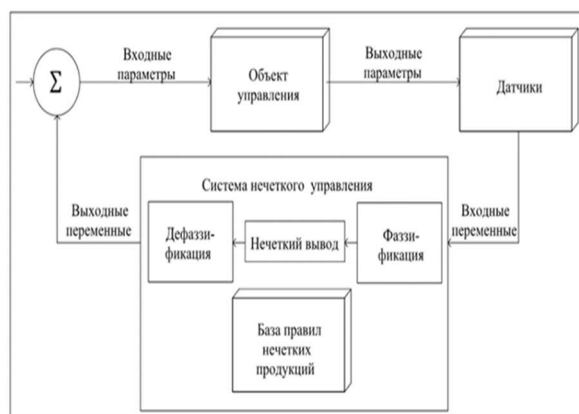 Σ
Входные
параметры
Объект
управления
Выходные
параметры
Датчики
Система нечеткого управления
Выходные
переменные
Дефаззи-
фикация
Нечеткий вывод
Фаззи-
фикация
Входные
переменные
База правил
нечетких
продукций